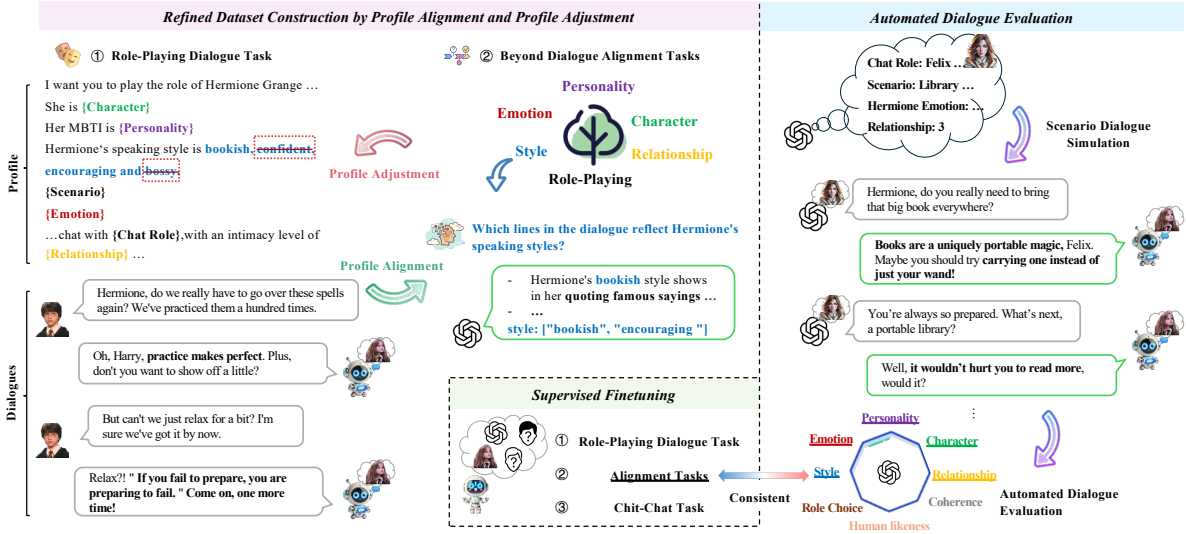 Refined Dataset Construction by Profile Alignment and Profile Adjustment
① Role-Playing Dialogue Task
② Beyond Dialogue Alignment Tasks
Profile
I want you to play the role of Hermione Grange …
She is {Character}
Her MBTI is {Personality}
Hermione's speaking style is bookish, confident,
encouraging and bossy.
{Scenario}
{Emotion}
…chat with {Chat Role},with an intimacy level of
{Relationship} …
Profile Adjustment
Profile Alignment
Personality
Emotion
Character
Style
Relationship
Role-Playing
Which lines in the dialogue reflect Hermione's
speaking styles?
- Hermione's bookish style shows
in her quoting famous sayings …
- …
style: ["bookish", "encouraging "]
Dialogues
Hermione, do we really have to go over these spells
again? We've practiced them a hundred times.
Oh, Harry, practice makes perfect. Plus,
don't you want to show off a little?
But can't we just relax for a bit? I'm
sure we've got it by now.
Relax?! " If you fail to prepare, you are
preparing to fail. " Come on, one more
time!
Supervised Finetuning
① Role-Playing Dialogue Task
② Alignment Tasks
③ Chit-Chat Task
Consistent
Automated Dialogue Evaluation
Chat Role: Felix …
Scenario: Library …
Hermione Emotion: …
Relationship: 3
Scenario Dialogue
Simulation
Hermione, do you really need to bring
that big book everywhere?
Books are a uniquely portable magic, Felix.
Maybe you should try carrying one instead of
just your wand!
You're always so prepared. What's next,
a portable library?
Well, it wouldn't hurt you to read more,
would it?
⋮
Personality
Emotion
Character
Style
Relationship
Role Choice
Coherence
Human likeness
Automated Dialogue
Evaluation